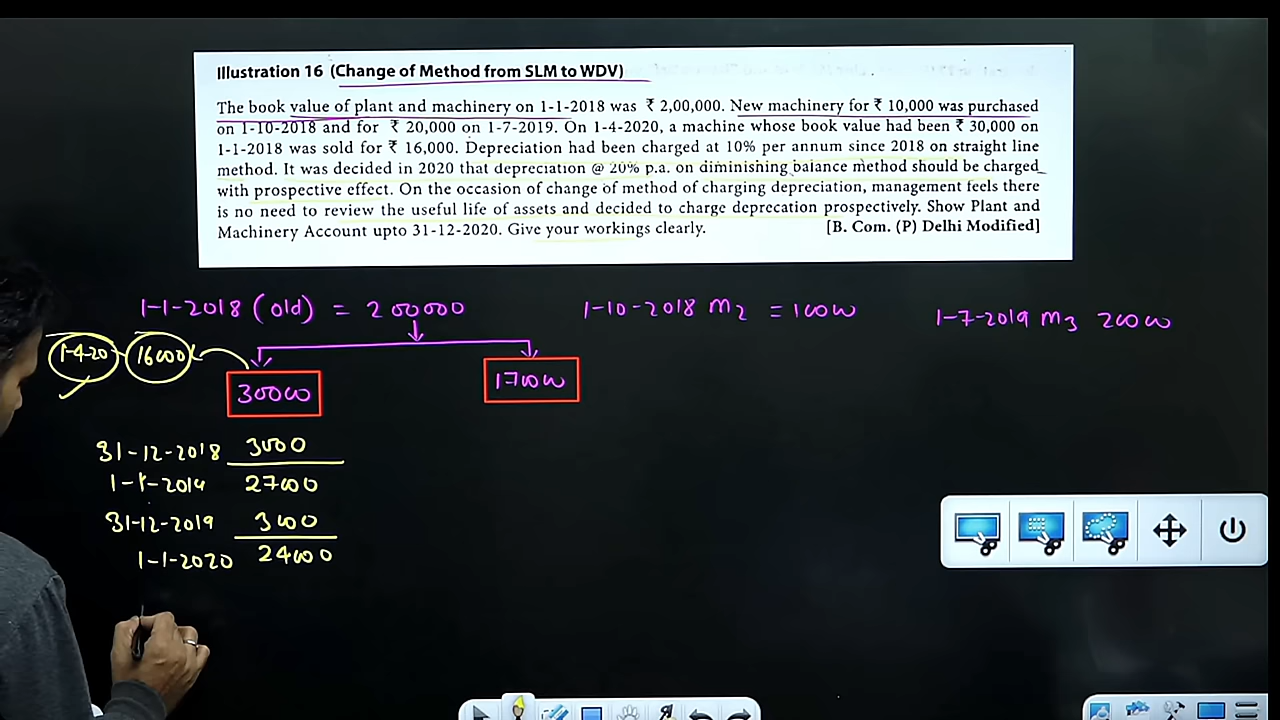 Illustration 16 (Change of Method from SLM to WDV)
The book value of plant and machinery on 1-1-2018 was ₹ 2,00,000. New machinery for ₹ 10,000 was purchased
on 1-10-2018 and for ₹ 20,000 on 1-7-2019. On 1-4-2020, a machine whose book value had been ₹ 30,000 on
1-1-2018 was sold for ₹ 16,000. Depreciation had been charged at 10% per annum since 2018 on straight line
method. It was decided in 2020 that depreciation @ 20% p.a. on diminishing balance method should be charged
with prospective effect. On the occasion of change of method of charging depreciation, management feels there
is no need to review the useful life of assets and decided to charge deprecation prospectively. Show Plant and
Machinery Account upto 31-12-2020. Give your workings clearly. [B. Com. (P) Delhi Modified]
1-1-2018 (old) = 200000
1-10-2018 M2 = 10000
1-7-2019 M3 20000
1-4-20 16000
30000 170000
31-12-2018 3000
1-1-2019 27000
31-12-2019 3000
1-1-2020 24000